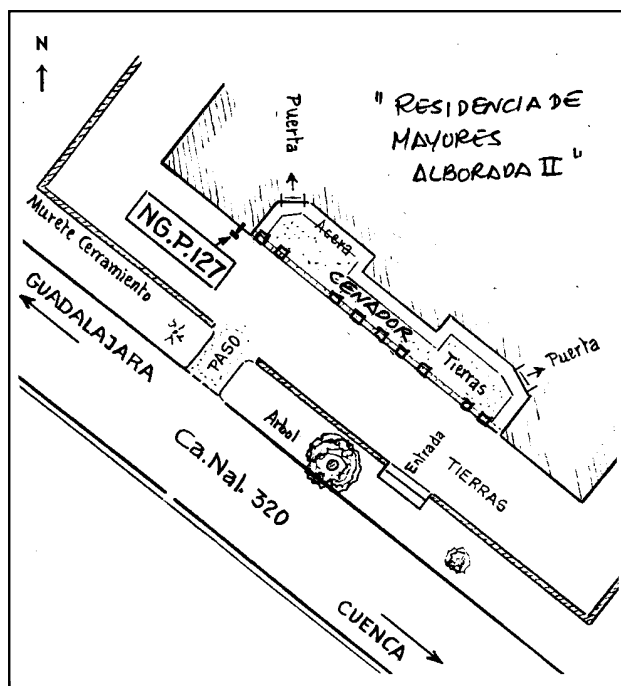 N
" RESIDENCIA DE
MAYORES
ALBORADA II "
Puerta
Acera
NG.P.127
CENADOR
Murete Cerramiento
GUADALAJARA
PASO
Tierras
Puerta
Arbol
Entrada
TIERRAS
Ca.Nal. 320
CUENCA